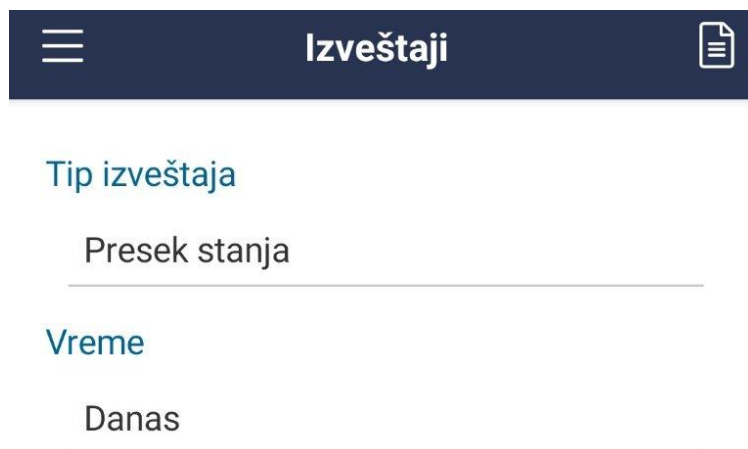 Izveštaji
Tip izveštaja
Presek stanja
Vreme
Danas